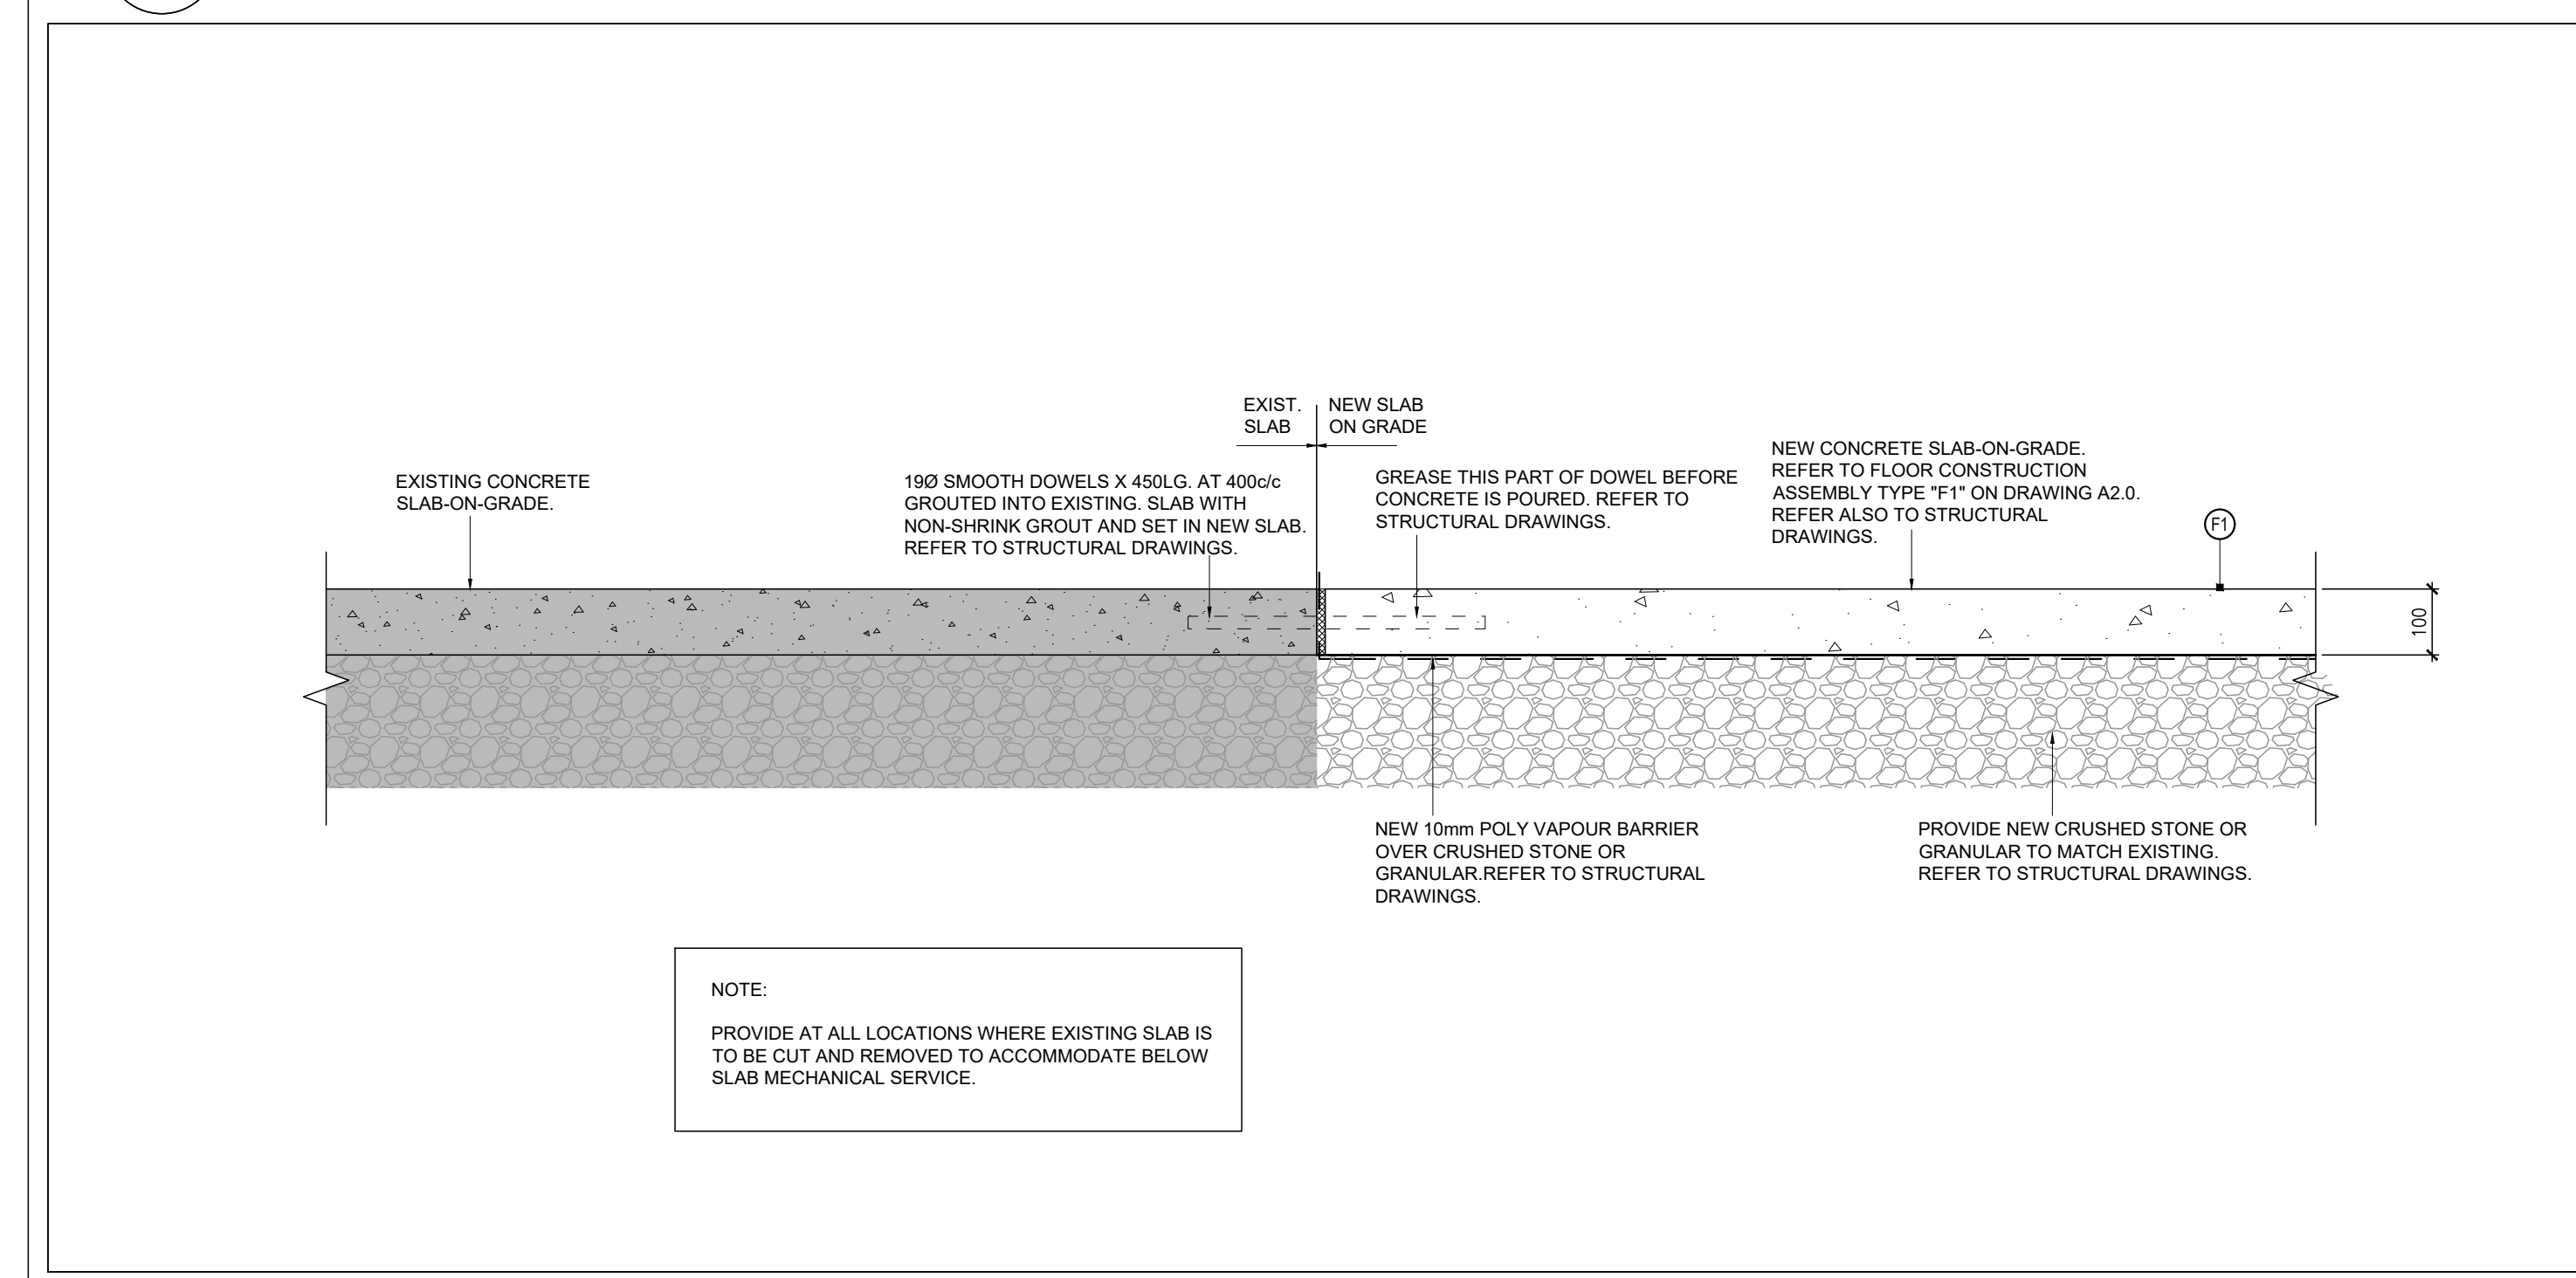 EXIST.
SLAB
NEW SLAB
ON GRADE
EXISTING CONCRETE
SLAB-ON-GRADE.
19Ø SMOOTH DOWELS X 450LG. AT 400c/c
GROUTED INTO EXISTING. SLAB WITH
NON-SHRINK GROUT AND SET IN NEW SLAB.
REFER TO STRUCTURAL DRAWINGS.
GREASE THIS PART OF DOWEL BEFORE
CONCRETE IS POURED. REFER TO
STRUCTURAL DRAWINGS.
NEW CONCRETE SLAB-ON-GRADE.
REFER TO FLOOR CONSTRUCTION
ASSEMBLY TYPE "F1" ON DRAWING A2.0.
REFER ALSO TO STRUCTURAL
DRAWINGS.
F1
100
NEW 10mm POLY VAPOUR BARRIER
OVER CRUSHED STONE OR
GRANULAR.REFER TO STRUCTURAL
DRAWINGS.
PROVIDE NEW CRUSHED STONE OR
GRANULAR TO MATCH EXISTING.
REFER TO STRUCTURAL DRAWINGS.
NOTE:
PROVIDE AT ALL LOCATIONS WHERE EXISTING SLAB IS
TO BE CUT AND REMOVED TO ACCOMMODATE BELOW
SLAB MECHANICAL SERVICE.